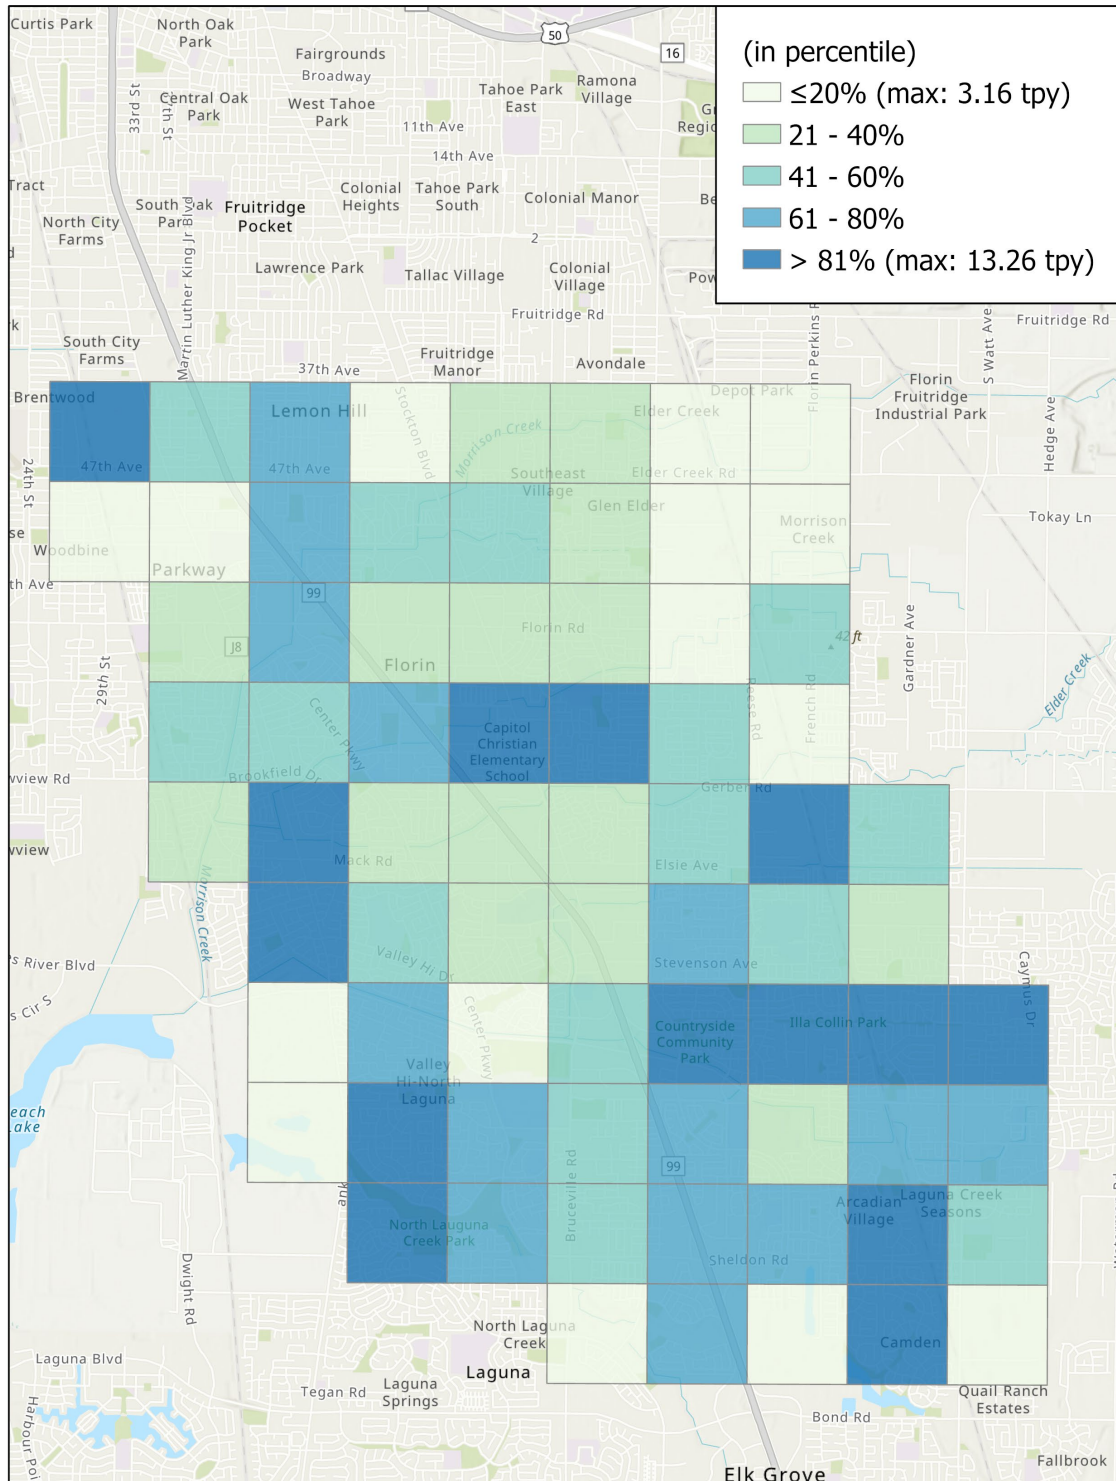 Curtis Park
North Oak
Park
50
16
(in percentile)
≤20% (max: 3.16 tpy)
21 - 40%
41 - 60%
61 - 80%
> 81% (max: 13.26 tpy)
Fairgrounds
Broadway
33rd St
Central Oak
Park
West Tahoe
Park
Tahoe Park
East
Ramona
Village
11th Ave
14th Ave
South Oak
Park
Martin Luther King Jr Blvd
Fruitridge
Pocket
Colonial
Heights
Tahoe Park
South
Colonial Manor
North City
Farms
2
Lawrence Park
Tallac Village
Colonial
Village
Fruitridge Rd
Fruitridge Rd
South City
Farms
37th Ave
Fruitridge
Manor
Avondale
S Watt Ave
Florin
Fruitridge
Industrial Park
Hedge Ave
Brentwood
Lemon Hill
Stockton Blvd
Morrison Creek
Elder Creek
Depot Park
24th St
47th Ave
47th Ave
Southeast
Village
Elder Creek Rd
Glen Elder
Morrison
Creek
Tokay Ln
Woodbine
Parkway
99
Florin Rd
J8
Florin
42 ft
Gardner Ave
Elder Creek
29th St
Center Pkwy
Capitol
Christian
Elementary
School
Reese Rd
French Rd
Brookfield Dr
Gerber Rd
Mack Rd
Elsie Ave
Morrison Creek
Valley Hi Dr
Stevenson Ave
Caymus Dr
Center Pkwy
Countryside
Community
Park
Illa Collin Park
Valley
Hi-North
Laguna
99
Bruceville Rd
Arcadian
Village
Laguna Creek
Seasons
North Lauguna
Creek Park
Sheldon Rd
Dwight Rd
North Laguna
Creek
Camden
Laguna Blvd
Laguna
Tegan Rd
Laguna
Springs
Quail Ranch
Estates
Bond Rd
Fallbrook
Elk Grove